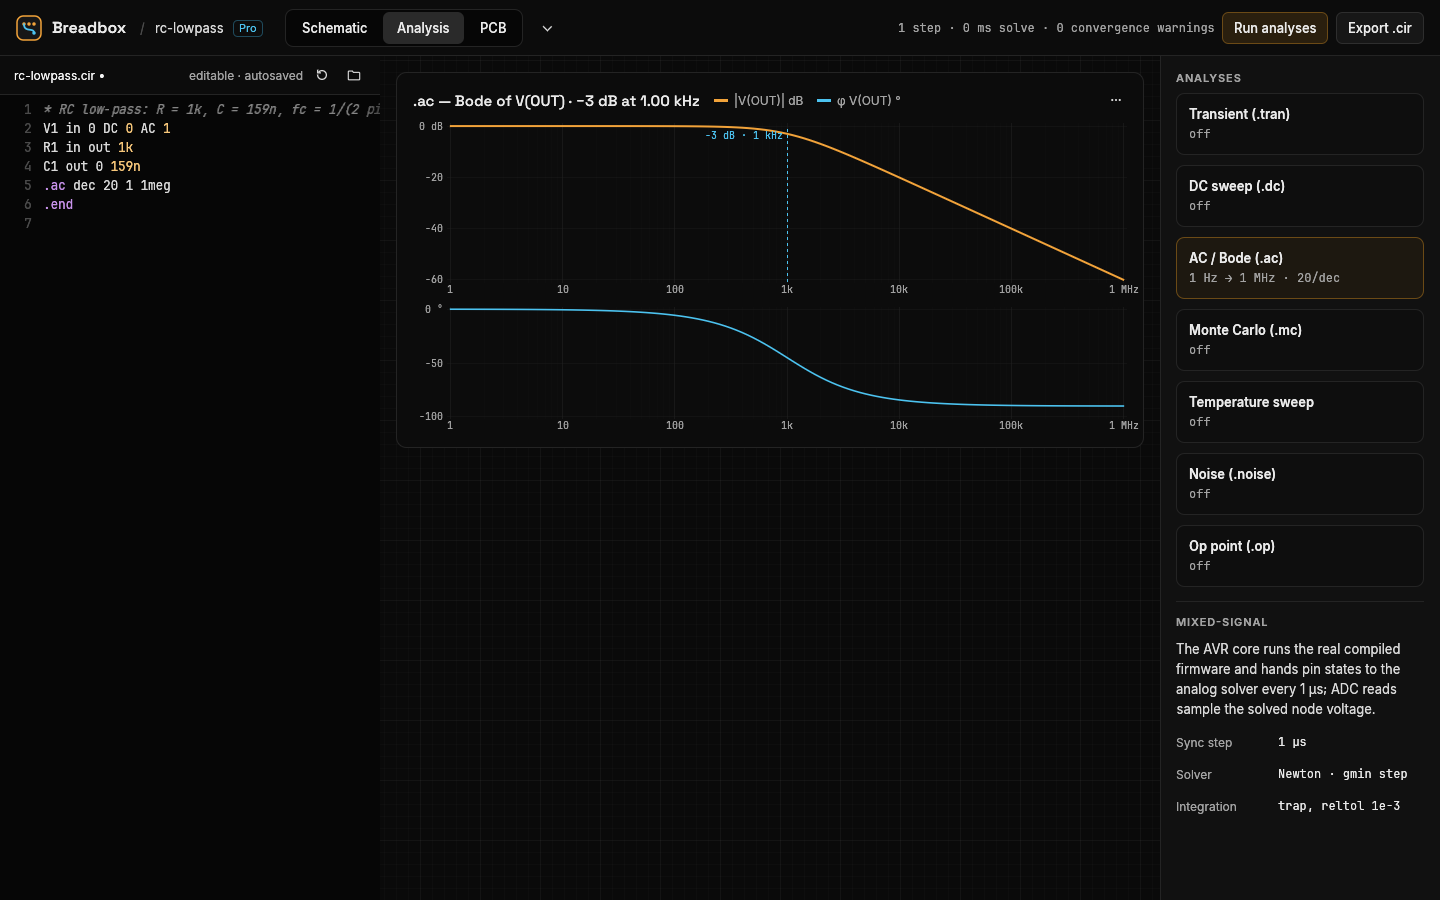 Breadbox / rc-lowpass Pro Schematic Analysis PCB 1 step · 0 ms solve · 0 convergence warnings Run analyses Export .cir
rc-lowpass.cir • editable · autosaved
1 * RC low-pass: R = 1k, C = 159n, fc = 1/(2 pi
2 V1 in 0 DC 0 AC 1
3 R1 in out 1k
4 C1 out 0 159n
5 .ac dec 20 1 1meg
6 .end
7
.ac — Bode of V(OUT) · −3 dB at 1.00 kHz |V(OUT)| dB φ V(OUT) ° ···
0 dB
−3 dB · 1 kHz
−20
−40
−60
1 10 100 1k 10k 100k 1 MHz
0 °
−50
−100
1 10 100 1k 10k 100k 1 MHz
ANALYSES
Transient (.tran)
off
DC sweep (.dc)
off
AC / Bode (.ac)
1 Hz → 1 MHz · 20/dec
Monte Carlo (.mc)
off
Temperature sweep
off
Noise (.noise)
off
Op point (.op)
off
MIXED-SIGNAL
The AVR core runs the real compiled
firmware and hands pin states to the
analog solver every 1 µs; ADC reads
sample the solved node voltage.
Sync step 1 µs
Solver Newton · gmin step
Integration trap, reltol 1e-3